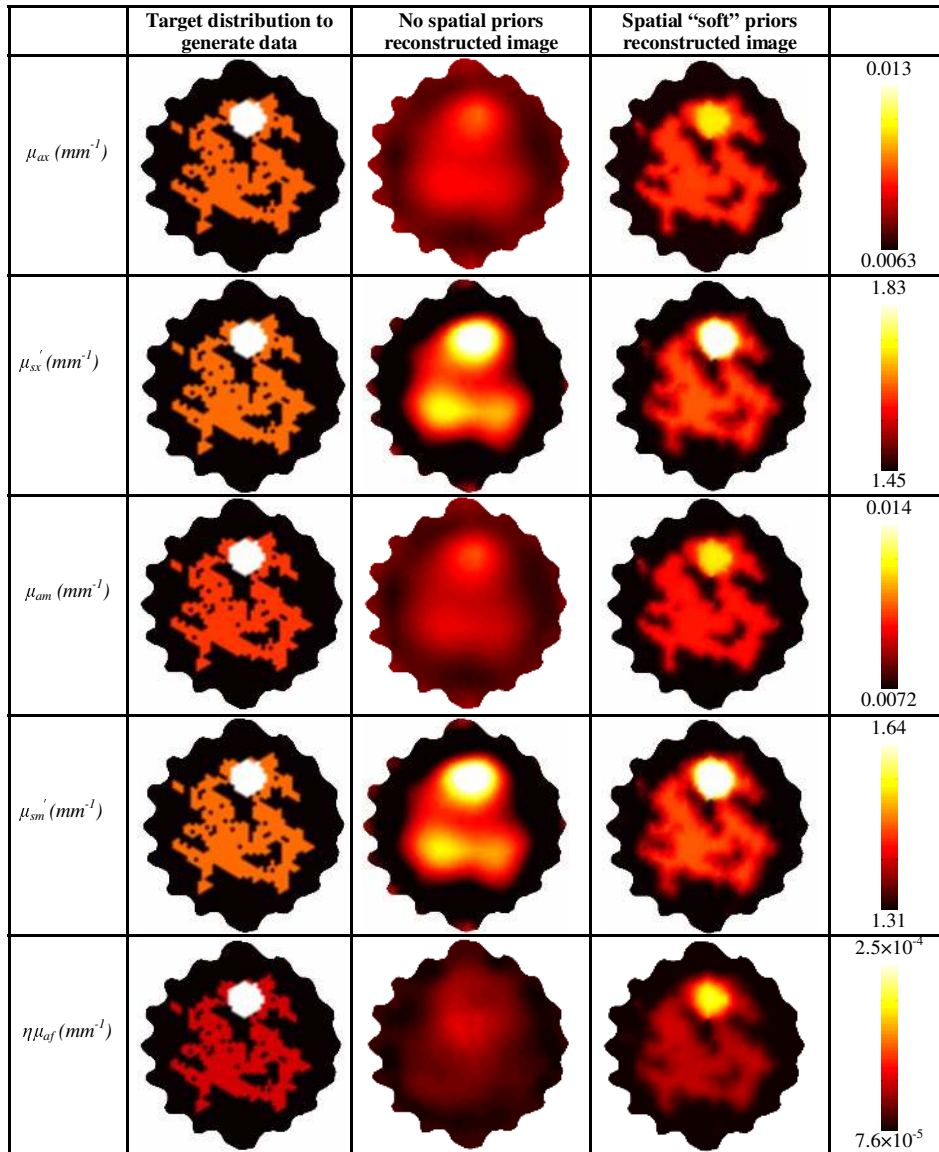 Target distribution to
generate data
No spatial priors
reconstructed image
Spatial “soft” priors
reconstructed image
μax (mm⁻¹)
0.013
0.0063
μsx′ (mm⁻¹)
1.83
1.45
μam (mm⁻¹)
0.014
0.0072
μsm′ (mm⁻¹)
1.64
1.31
ημaf (mm⁻¹)
2.5×10⁻⁴
7.6×10⁻⁵